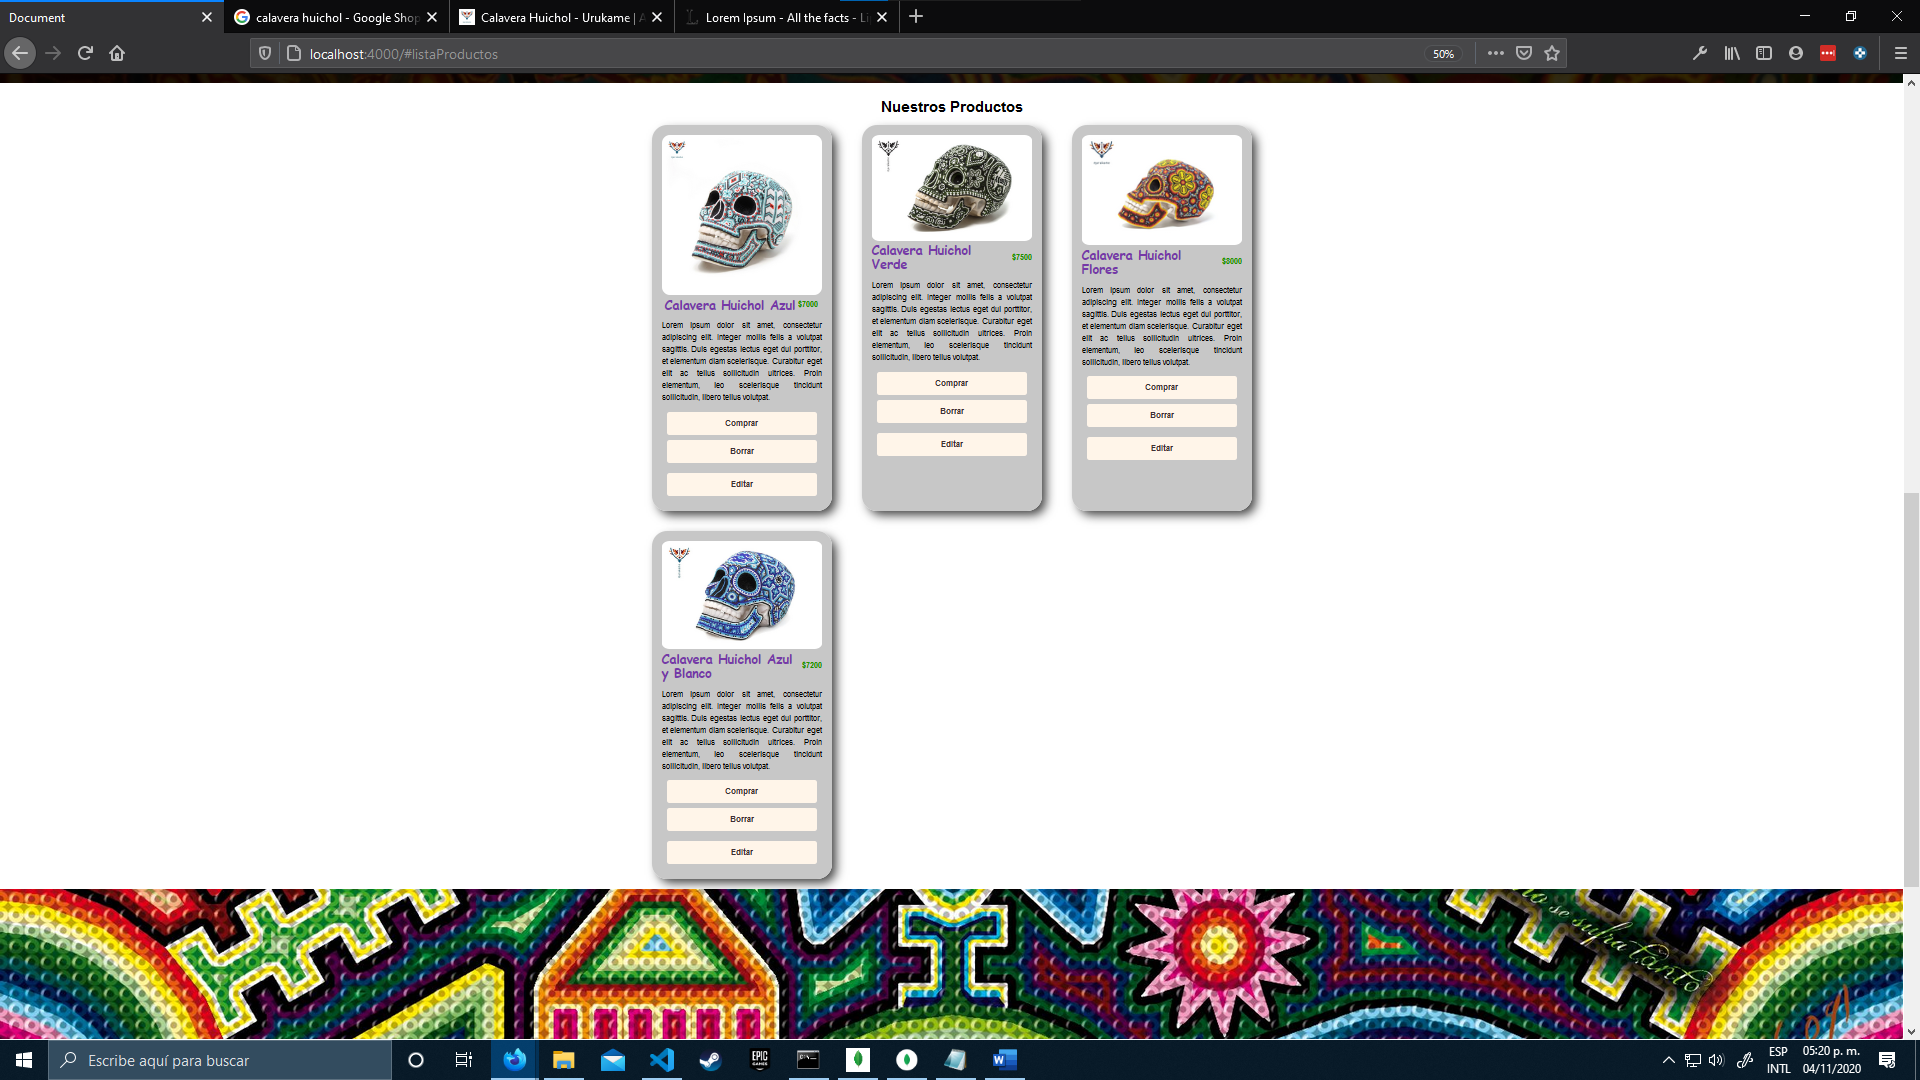 Document
calavera huichol - Google Shop
Calavera Huichol - Urukame | A
Lorem Ipsum - All the facts - Li
localhost:4000/#listaProductos
50%
Nuestros Productos
Calavera Huichol Azul $7000
Lorem ipsum dolor sit amet, consectetur
adipiscing elit. Integer mollis felis a volutpat
sagittis. Duis egestas lectus eget dui porttitor,
et elementum diam scelerisque. Curabitur eget
elit ac tellus sollicitudin ultrices. Proin
elementum, leo scelerisque tincidunt
sollicitudin, libero tellus volutpat.
Comprar
Borrar
Editar
Calavera Huichol
Verde
$7500
Lorem ipsum dolor sit amet, consectetur
adipiscing elit. Integer mollis felis a volutpat
sagittis. Duis egestas lectus eget dui porttitor,
et elementum diam scelerisque. Curabitur eget
elit ac tellus sollicitudin ultrices. Proin
elementum, leo scelerisque tincidunt
sollicitudin, libero tellus volutpat.
Comprar
Borrar
Editar
Calavera Huichol
Flores
$8000
Lorem ipsum dolor sit amet, consectetur
adipiscing elit. Integer mollis felis a volutpat
sagittis. Duis egestas lectus eget dui porttitor,
et elementum diam scelerisque. Curabitur eget
elit ac tellus sollicitudin ultrices. Proin
elementum, leo scelerisque tincidunt
sollicitudin, libero tellus volutpat.
Comprar
Borrar
Editar
Calavera Huichol Azul
y Blanco
$7200
Lorem ipsum dolor sit amet, consectetur
adipiscing elit. Integer mollis felis a volutpat
sagittis. Duis egestas lectus eget dui porttitor,
et elementum diam scelerisque. Curabitur eget
elit ac tellus sollicitudin ultrices. Proin
elementum, leo scelerisque tincidunt
sollicitudin, libero tellus volutpat.
Comprar
Borrar
Editar
no se sufra tanto
Escribe aquí para buscar
EPIC
GAMES
ESP
INTL
05:20 p. m.
04/11/2020